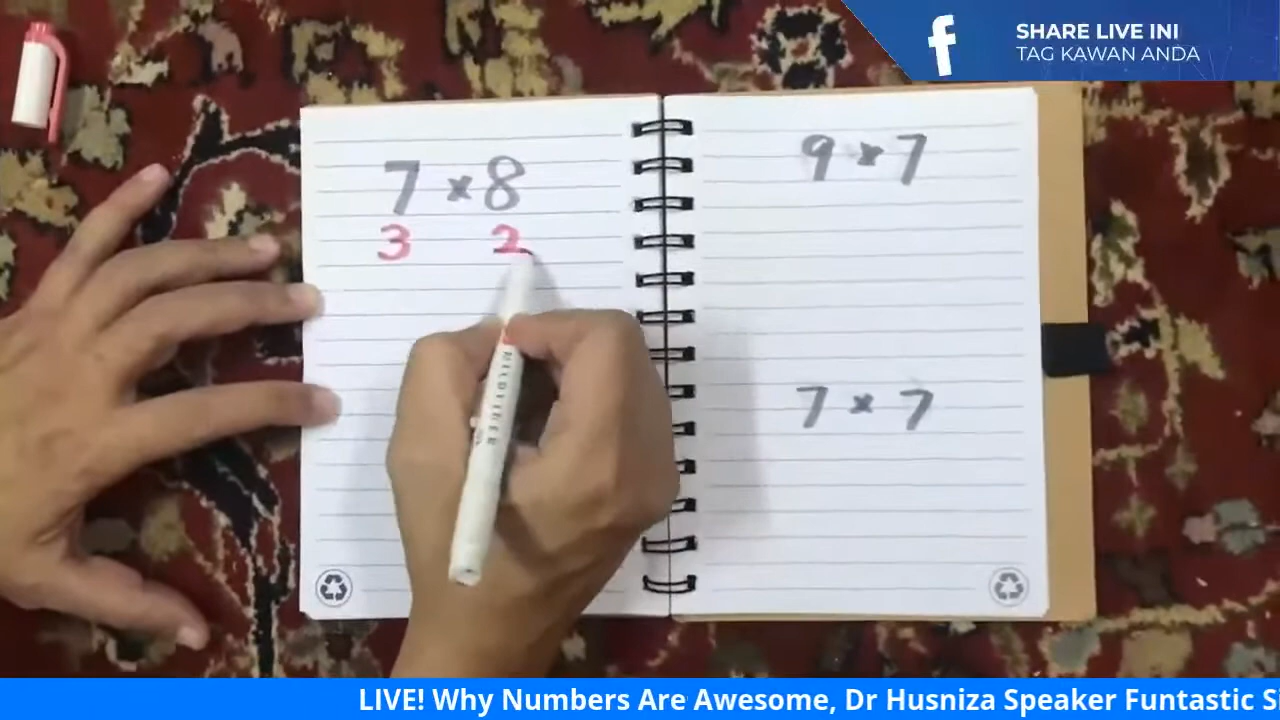 SHARE LIVE INI
TAG KAWAN ANDA
7 × 8
3 2
9 × 7
7 × 7
MILDLINER
LIVE! Why Numbers Are Awesome, Dr Husniza Speaker Funtastic S